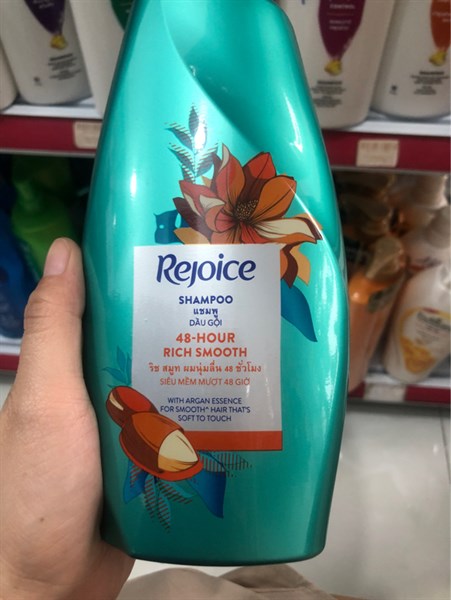 Rejoice
SHAMPOO
แชมพู
DẦU GỘI
48-HOUR
RICH SMOOTH
ริช สมูท ผมนุ่มลื่น 48 ชั่วโมง
SIÊU MỀM MƯỢT 48 GIỜ
WITH ARGAN ESSENCE
FOR SMOOTH^ HAIR THAT'S
SOFT TO TOUCH